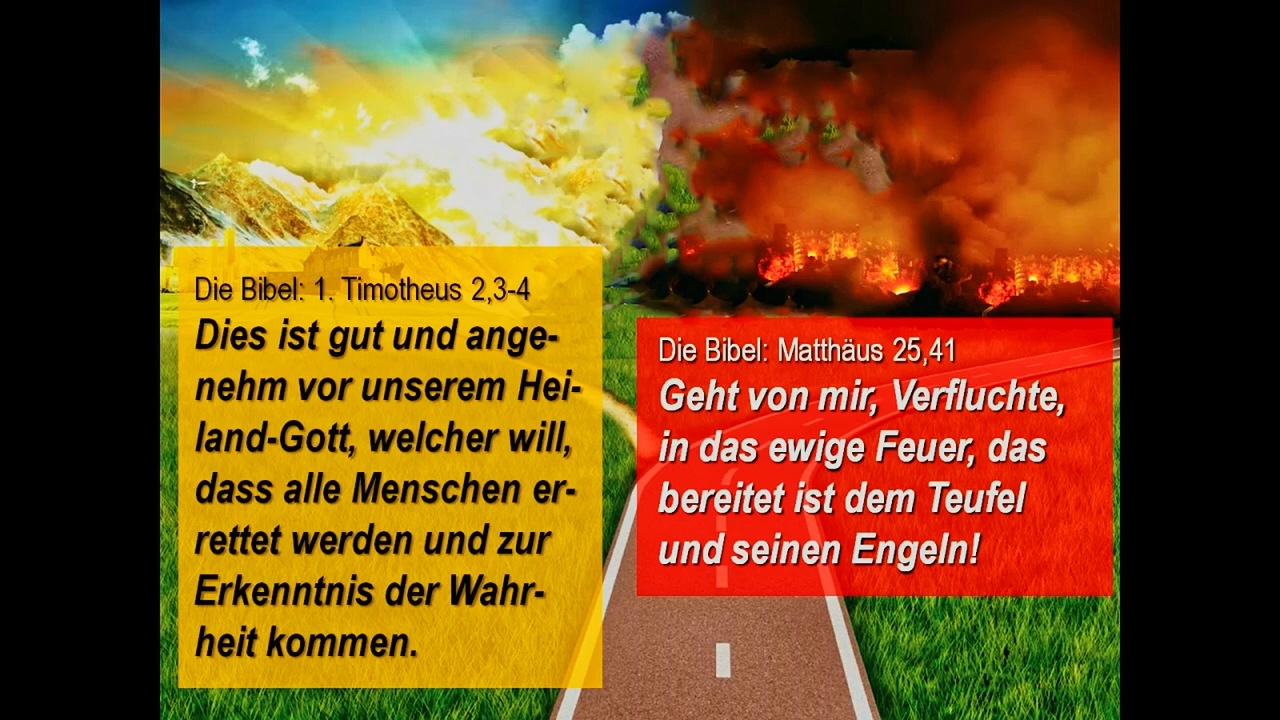 Die Bibel: 1. Timotheus 2,3-4
Dies ist gut und ange-
nehm vor unserem Hei-
land-Gott, welcher will,
dass alle Menschen er-
rettet werden und zur
Erkenntnis der Wahr-
heit kommen.
Die Bibel: Matthäus 25,41
Geht von mir, Verfluchte,
in das ewige Feuer, das
bereitet ist dem Teufel
und seinen Engeln!